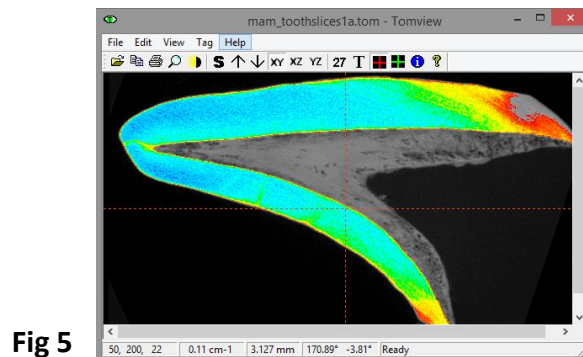 mam_toothslices1a.tom - Tomview
File Edit View Tag Help
S XY XZ YZ 27 T
50, 200, 22 0.11 cm-1 3.127 mm 170.89° -3.81° Ready
Fig 5